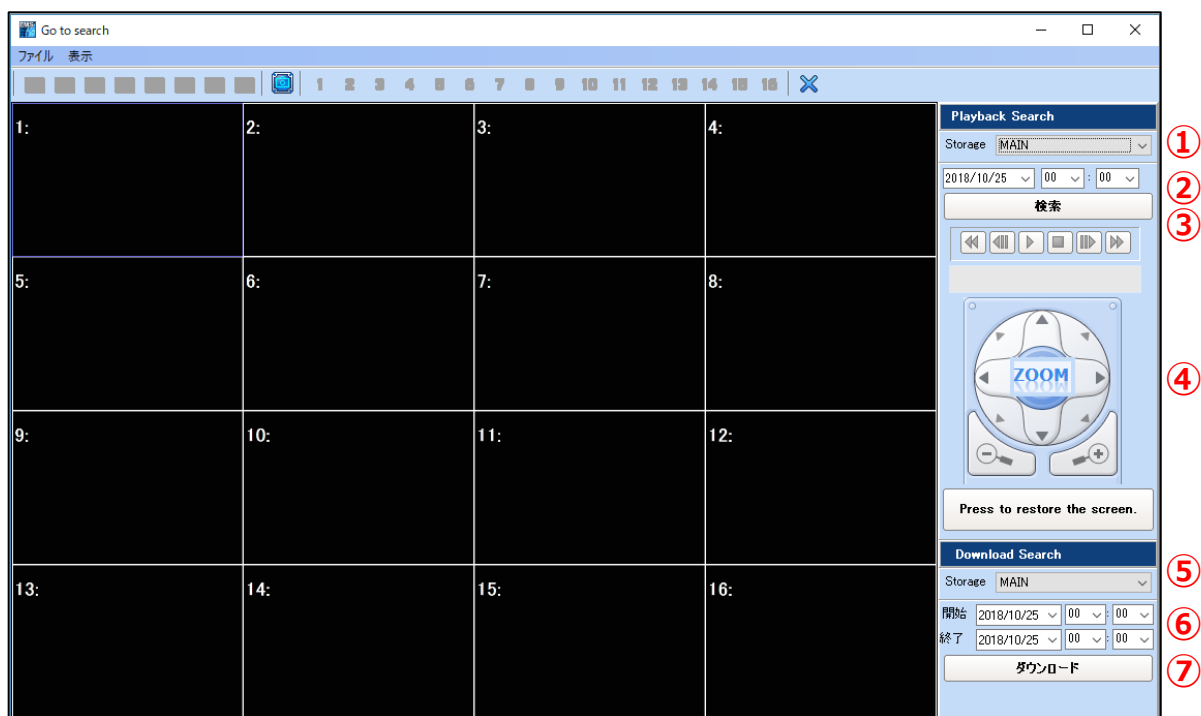 Go to search
ファイル 表示
1 2 3 4 5 6 7 8 9 10 11 12 13 14 15 16
1: 2: 3: 4:
5: 6: 7: 8:
9: 10: 11: 12:
13: 14: 15: 16:
Playback Search
Storage MAIN ①
2018/10/25 00 : 00 ②
検索 ③
ZOOM ④
Press to restore the screen.
Download Search
Storage MAIN ⑤
開始 2018/10/25 00 : 00 ⑥
終了 2018/10/25 00 : 00
ダウンロード ⑦